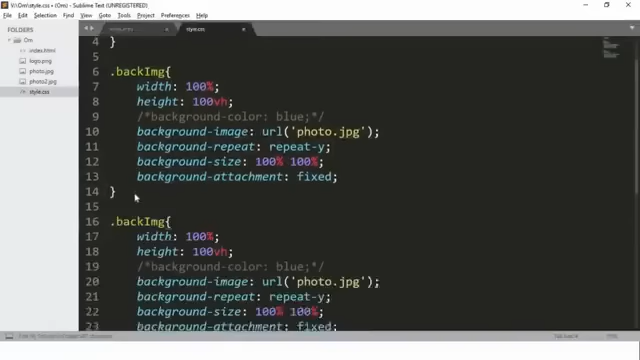 V:\Om\style.css • (Om) - Sublime Text (UNREGISTERED)
File Edit Selection Find View Goto Tools Project Preferences Help
FOLDERS
Om
index.html
logo.png
photo.jpg
photo2.jpg
style.css
style.css
4 }
5
6 .backImg{
7 width: 100%;
8 height: 100vh;
9 /*background-color: blue;*/
10 background-image: url('photo.jpg');
11 background-repeat: repeat-y;
12 background-size: 100% 100%;
13 background-attachment: fixed;
14 }
15
16 .backImg{
17 width: 100%;
18 height: 100vh;
19 /*background-color: blue;*/
20 background-image: url('photo.jpg');
21 background-repeat: repeat-y;
22 background-size: 100% 100%;
23 background-attachment: fixed;